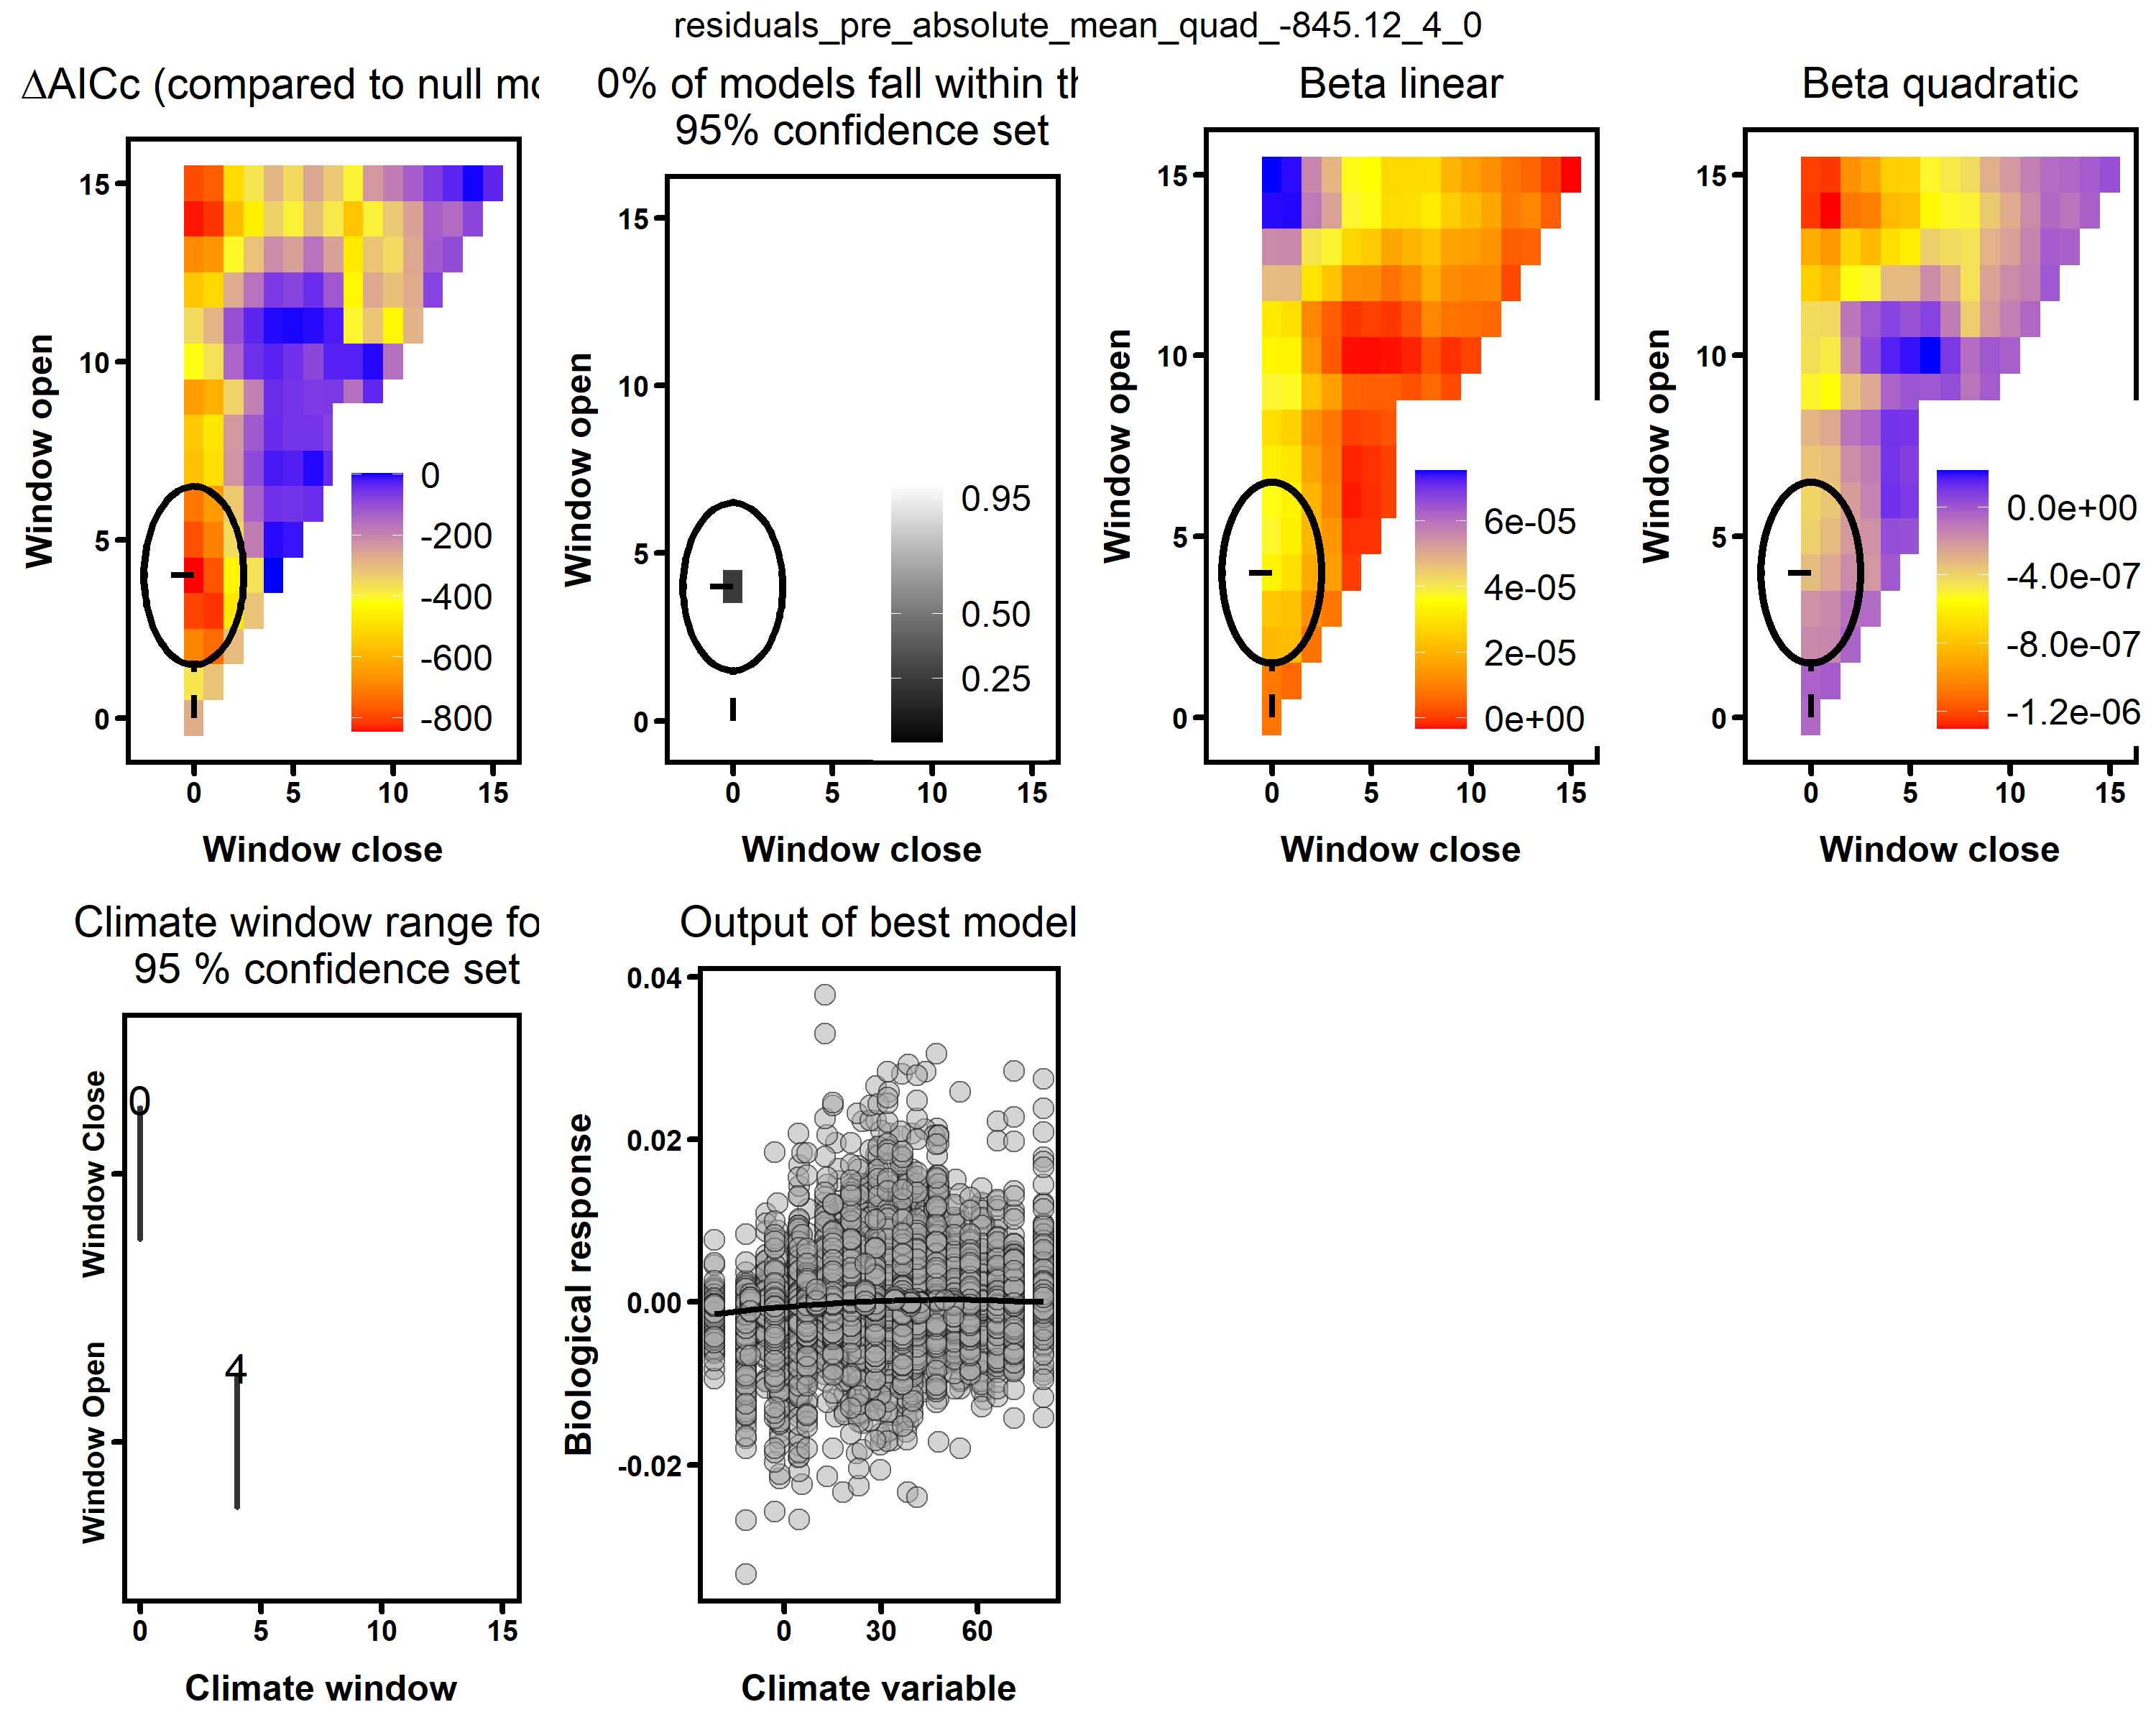 residuals_pre_absolute_mean_quad_-845.12_4_0
ΔAICc (compared to null mo
15
10
5
0
0
-200
-400
-600
-800
0 5 10 15
Window open
Window close
0% of models fall within th
95% confidence set
15
10
5
0
0.95
0.50
0.25
0 5 10 15
Window open
Window close
Beta linear
15
10
5
0
6e-05
4e-05
2e-05
0e+00
0 5 10 15
Window open
Window close
Beta quadratic
15
10
5
0
0.0e+00
-4.0e-07
-8.0e-07
-1.2e-06
0 5 10 15
Window open
Window close
Climate window range fo
95 % confidence set
Window Close
Window Open
0
4
0 5 10 15
Climate window
Output of best model
0.04
0.02
0.00
-0.02
0 30 60
Biological response
Climate variable